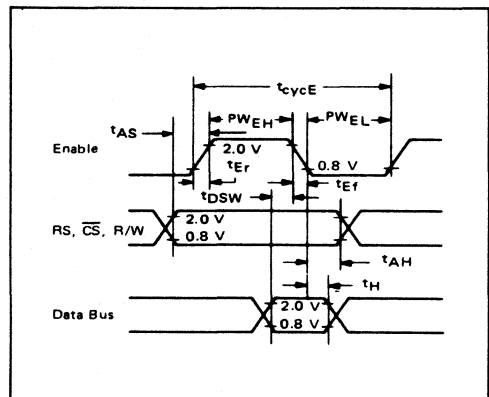 tcycE
tAS
PWEH
PWEL
Enable
2.0 V
0.8 V
tEr
tEf
tDSW
RS, C̅S̅, R/W
2.0 V
0.8 V
tAH
tH
Data Bus
2.0 V
0.8 V